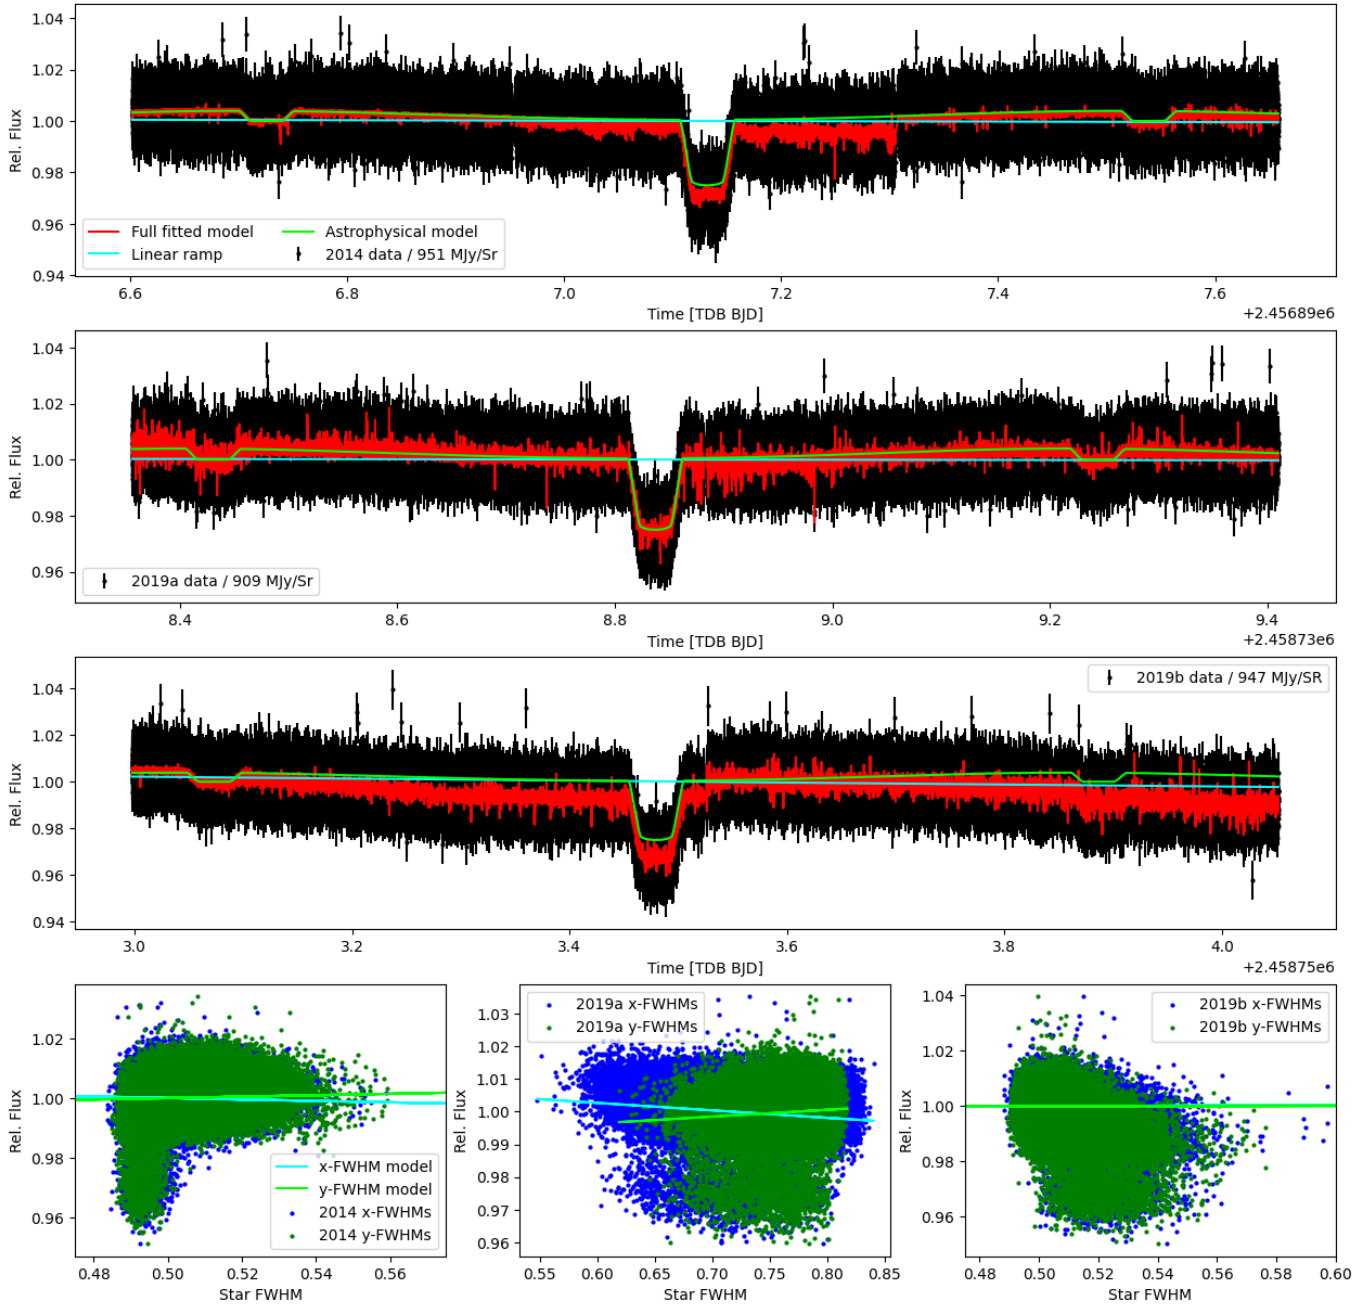 1.04
1.02
1.00
0.98
0.96
0.94
Rel. Flux
Full fitted model
Linear ramp
Astrophysical model
2014 data / 951 MJy/Sr
6.6 6.8 7.0 7.2 7.4 7.6
Time [TDB BJD]
+2.45689e6
1.04
1.02
1.00
0.98
0.96
Rel. Flux
2019a data / 909 MJy/Sr
8.4 8.6 8.8 9.0 9.2 9.4
Time [TDB BJD]
+2.45873e6
1.04
1.02
1.00
0.98
0.96
0.94
Rel. Flux
2019b data / 947 MJy/SR
3.0 3.2 3.4 3.6 3.8 4.0
Time [TDB BJD]
+2.45875e6
1.02
1.00
0.98
0.96
Rel. Flux
x-FWHM model
y-FWHM model
2014 x-FWHMs
2014 y-FWHMs
0.48 0.50 0.52 0.54 0.56
Star FWHM
1.03
1.02
1.01
1.00
0.99
0.98
0.97
0.96
Rel. Flux
2019a x-FWHMs
2019a y-FWHMs
0.55 0.60 0.65 0.70 0.75 0.80 0.85
Star FWHM
1.04
1.02
1.00
0.98
0.96
Rel. Flux
2019b x-FWHMs
2019b y-FWHMs
0.48 0.50 0.52 0.54 0.56 0.58 0.60
Star FWHM